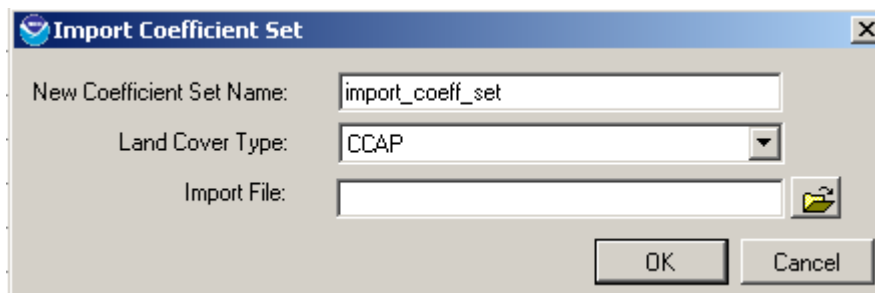 Import Coefficient Set
New Coefficient Set Name: import_coeff_set
Land Cover Type: CCAP
Import File:
OK Cancel